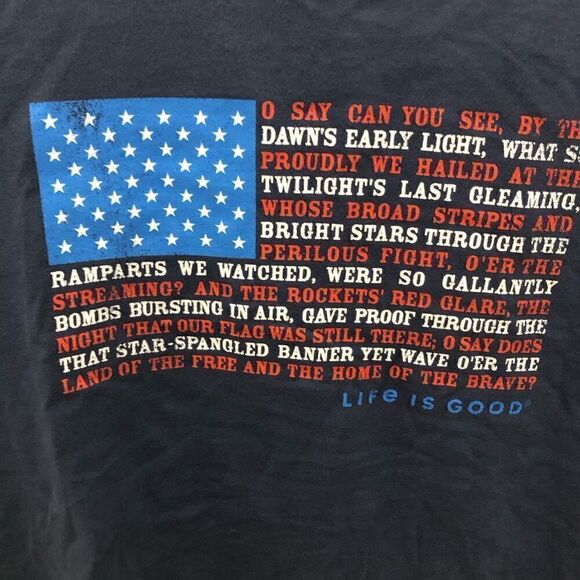 O SAY CAN YOU SEE, BY THE
DAWN'S EARLY LIGHT, WHAT SO
PROUDLY WE HAILED AT THE
TWILIGHT'S LAST GLEAMING,
WHOSE BROAD STRIPES AND
BRIGHT STARS THROUGH THE
PERILOUS FIGHT, O'ER THE
RAMPARTS WE WATCHED, WERE SO GALLANTLY
STREAMING? AND THE ROCKETS' RED GLARE, THE
BOMBS BURSTING IN AIR, GAVE PROOF THROUGH THE
NIGHT THAT OUR FLAG WAS STILL THERE; O SAY DOES
THAT STAR-SPANGLED BANNER YET WAVE O'ER THE
LAND OF THE FREE AND THE HOME OF THE BRAVE?
LIFE IS GOOD®